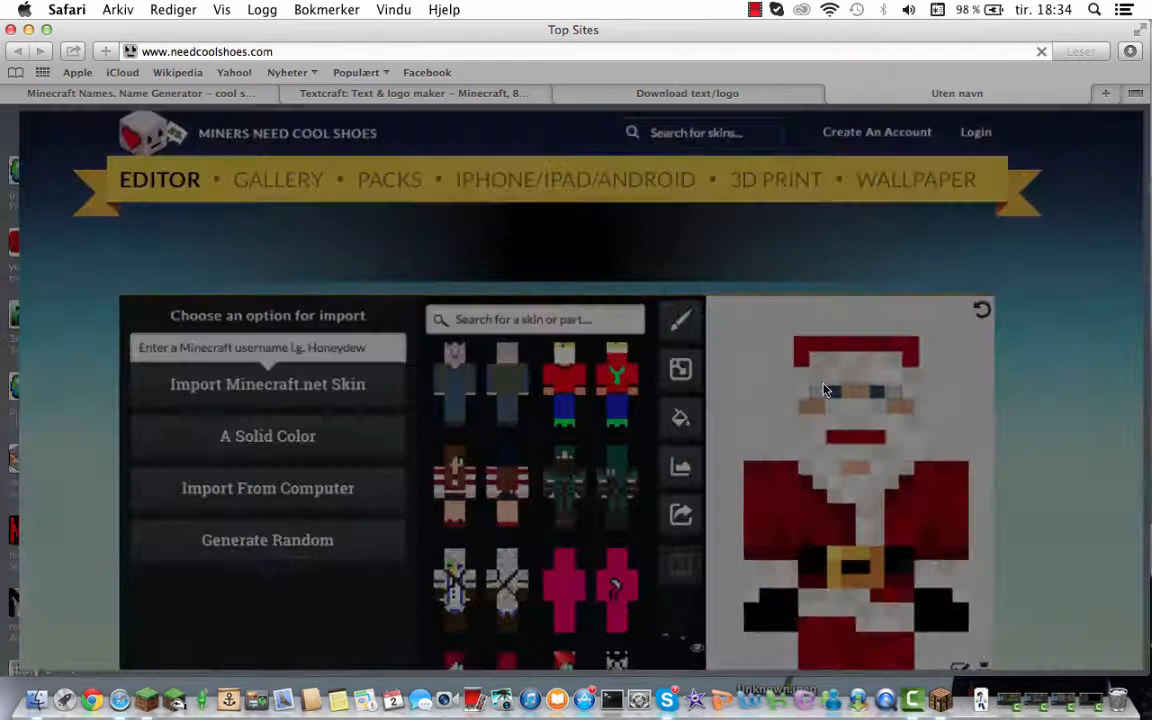 Safari Arkiv Rediger Vis Logg Bokmerker Vindu Hjelp 98 % tir. 18:34
Top Sites
www.needcoolshoes.com Leser
Apple iCloud Wikipedia Yahoo! Nyheter Populært Facebook
Minecraft Names. Name Generator – cool s... Textcraft: Text & logo maker – Minecraft, 8... Download text/logo Uten navn
MINERS NEED COOL SHOES Search for skins... Create An Account Login
EDITOR • GALLERY • PACKS • IPHONE/IPAD/ANDROID • 3D PRINT • WALLPAPER
Choose an option for import
Search for a skin or part....
Enter a Minecraft username i.g. Honeydew
Import Minecraft.net Skin
A Solid Color
Import From Computer
Generate Random